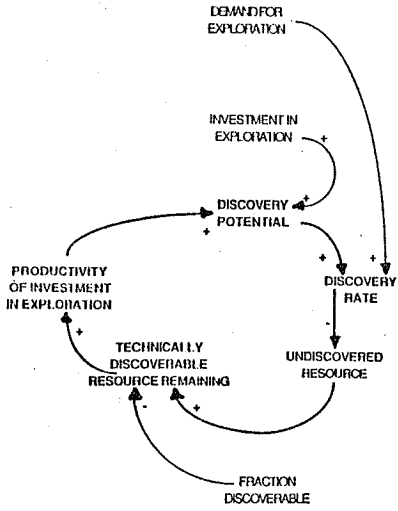 DEMAND FOR
EXPLORATION
INVESTMENT IN
EXPLORATION
+
+
DISCOVERY
POTENTIAL
+
+
+
DISCOVERY
RATE
PRODUCTIVITY
OF INVESTMENT
IN EXPLORATION
-
+
TECHNICALLY
DISCOVERABLE
RESOURCE REMAINING
UNDISCOVERED
RESOURCE
-
+
FRACTION
DISCOVERABLE